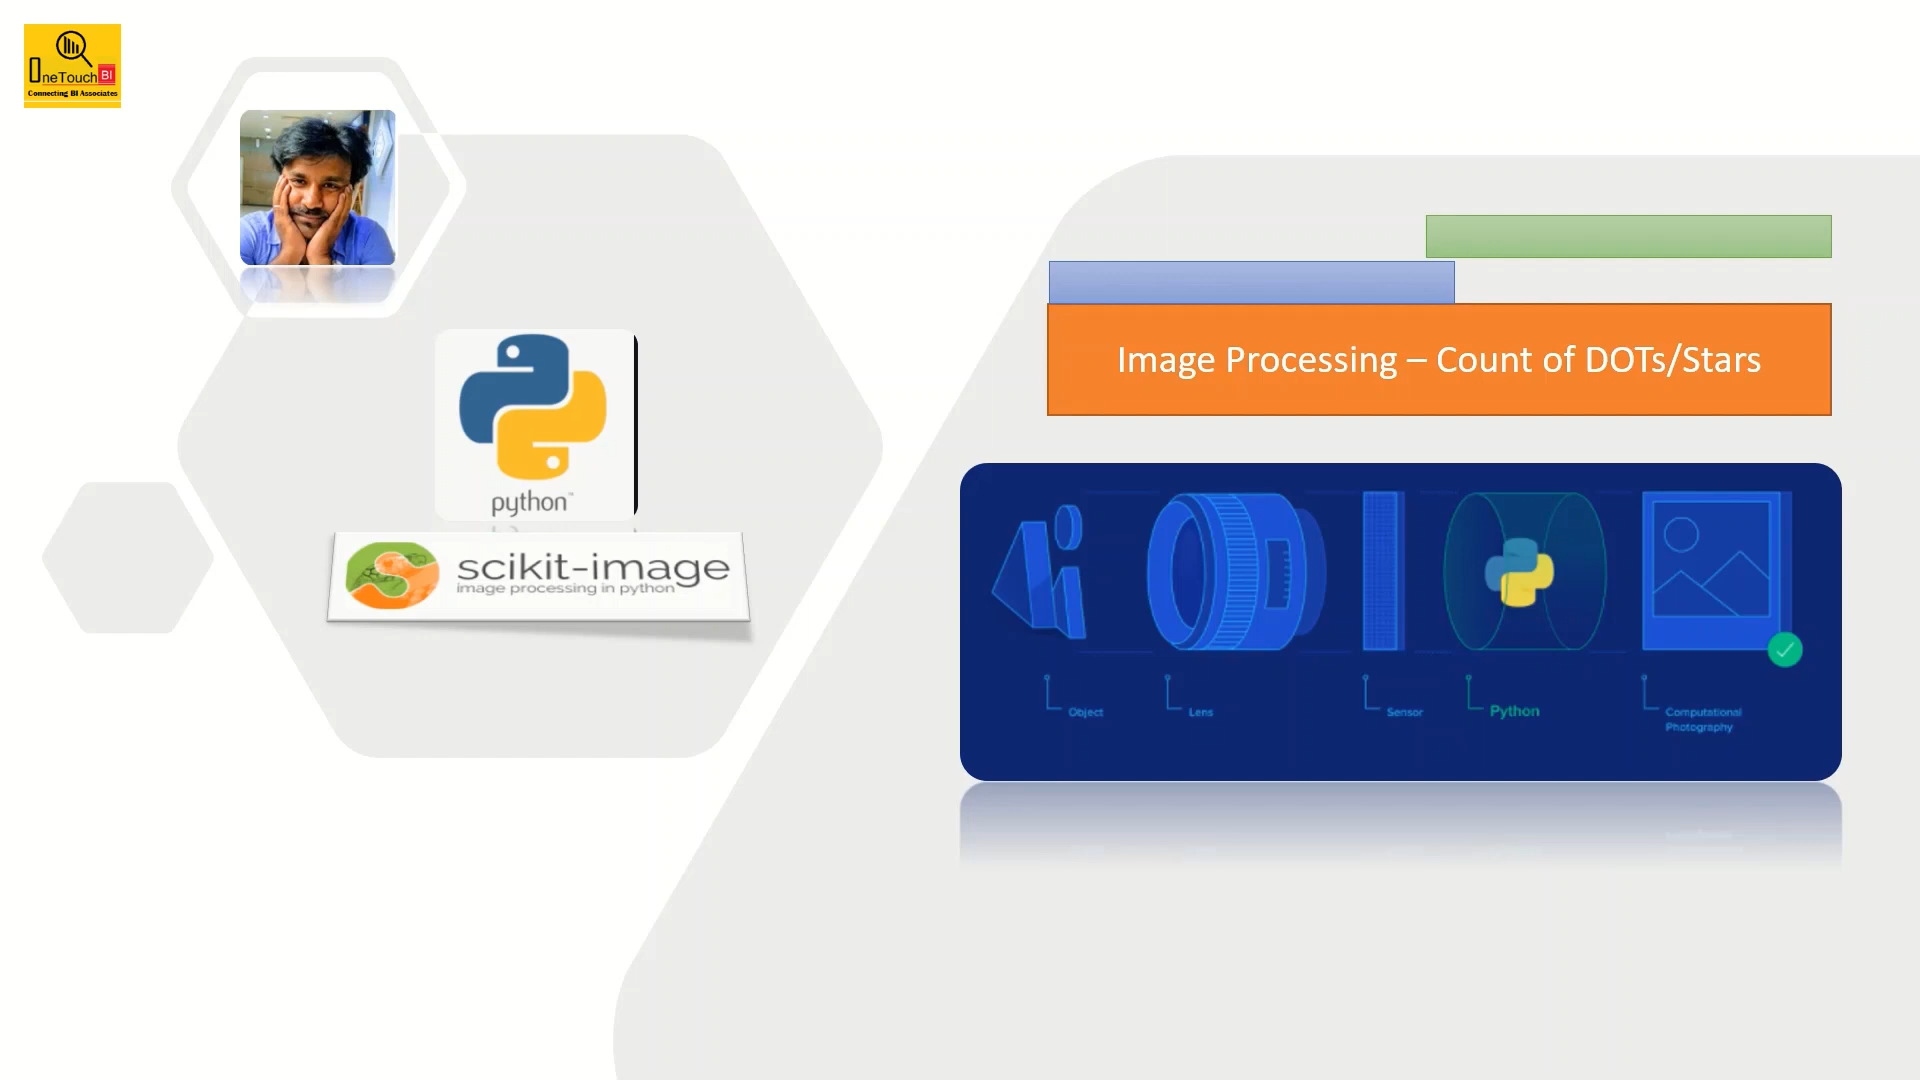 OneTouch BI
Connecting BI Associates
Image Processing – Count of DOTs/Stars
python™
scikit-image
image processing in python
Object
Lens
Sensor
Python
Computational
Photography